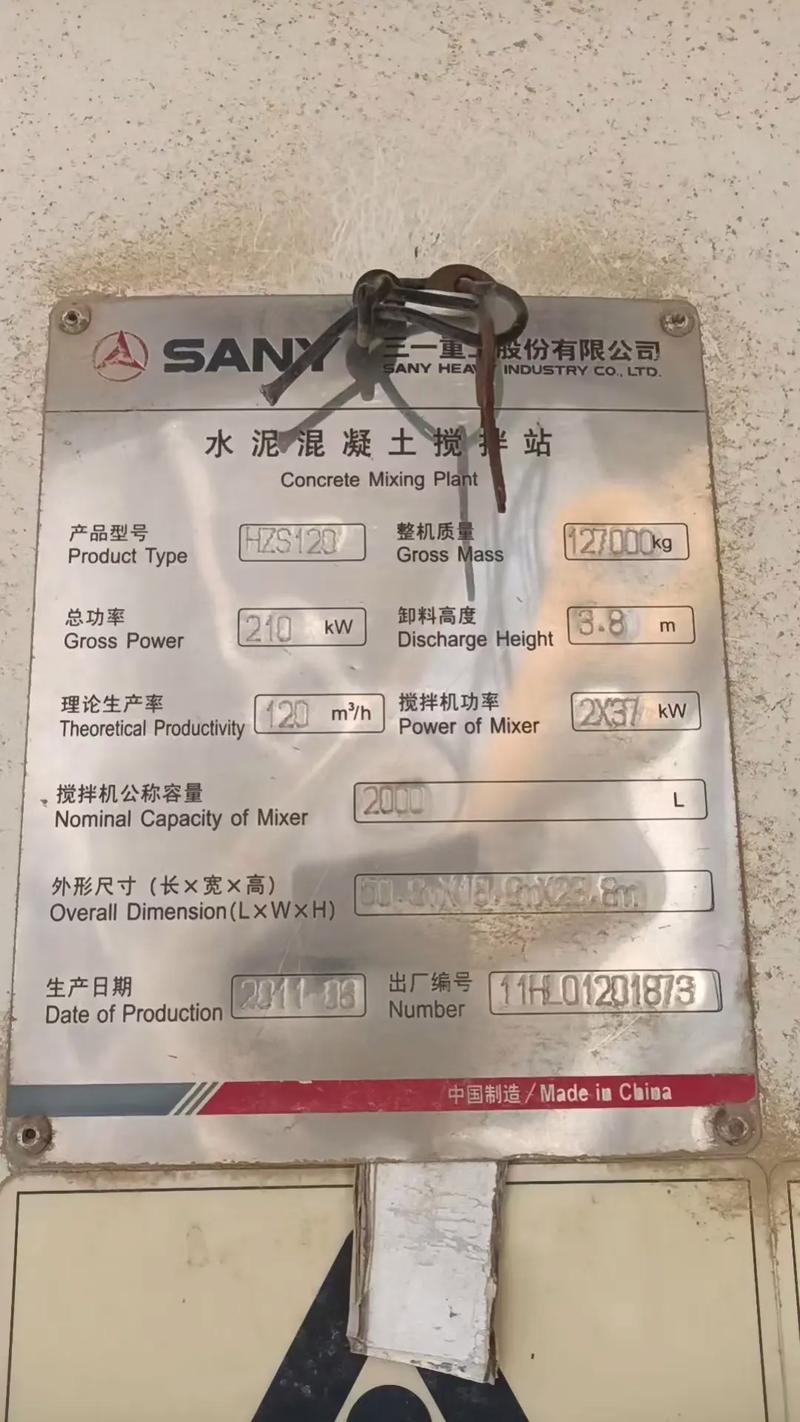 SANY 三一重工股份有限公司
SANY HEAVY INDUSTRY CO., LTD.
水泥混凝土搅拌站
Concrete Mixing Plant
产品型号 HZS120 整机质量 127000kg
Product Type Gross Mass
总功率 210 kW 卸料高度 3.8 m
Gross Power Discharge Height
理论生产率 120 m³/h 搅拌机功率 2X37 kW
Theoretical Productivity Power of Mixer
搅拌机公称容量 2000 L
Nominal Capacity of Mixer
外形尺寸（长×宽×高）
Overall Dimension(L×W×H)
生产日期 出厂编号 11HL01201873
Date of Production Number
中国制造/Made in China